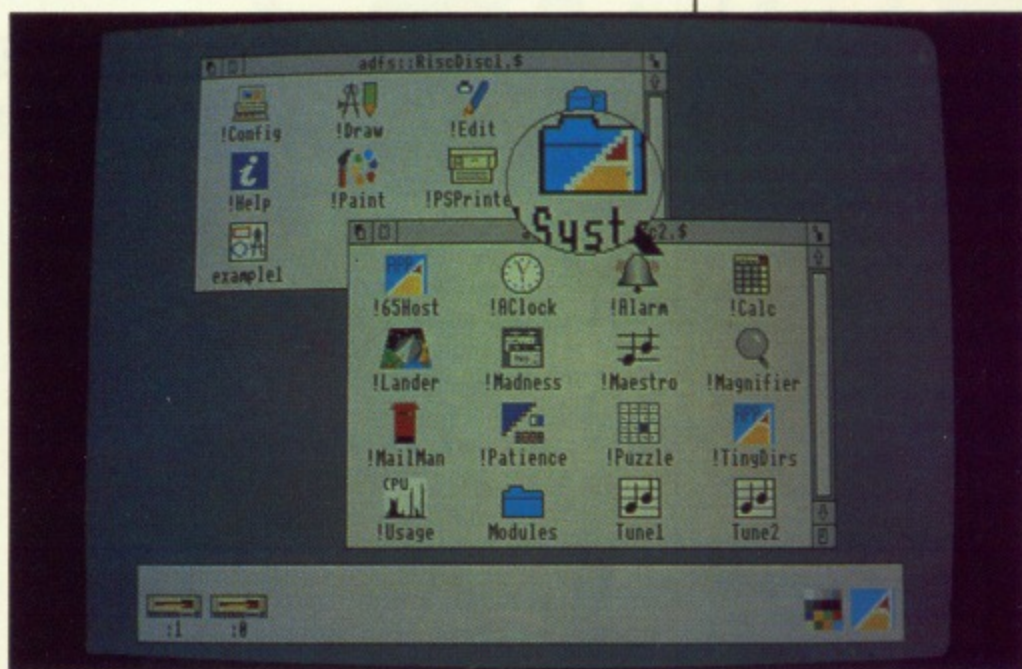 adfs::RiscDisc1.$
!Config !Draw !Edit
!Help !Paint !PSPrinte
Syst
c2.$
example1
!65Host !AClock !Alarm !Calc
!Lander !Madness !Maestro !Magnifier
!MailMan !Patience !Puzzle !TinyDirs
CPU
!Usage Modules Tune1 Tune2
:1 :0